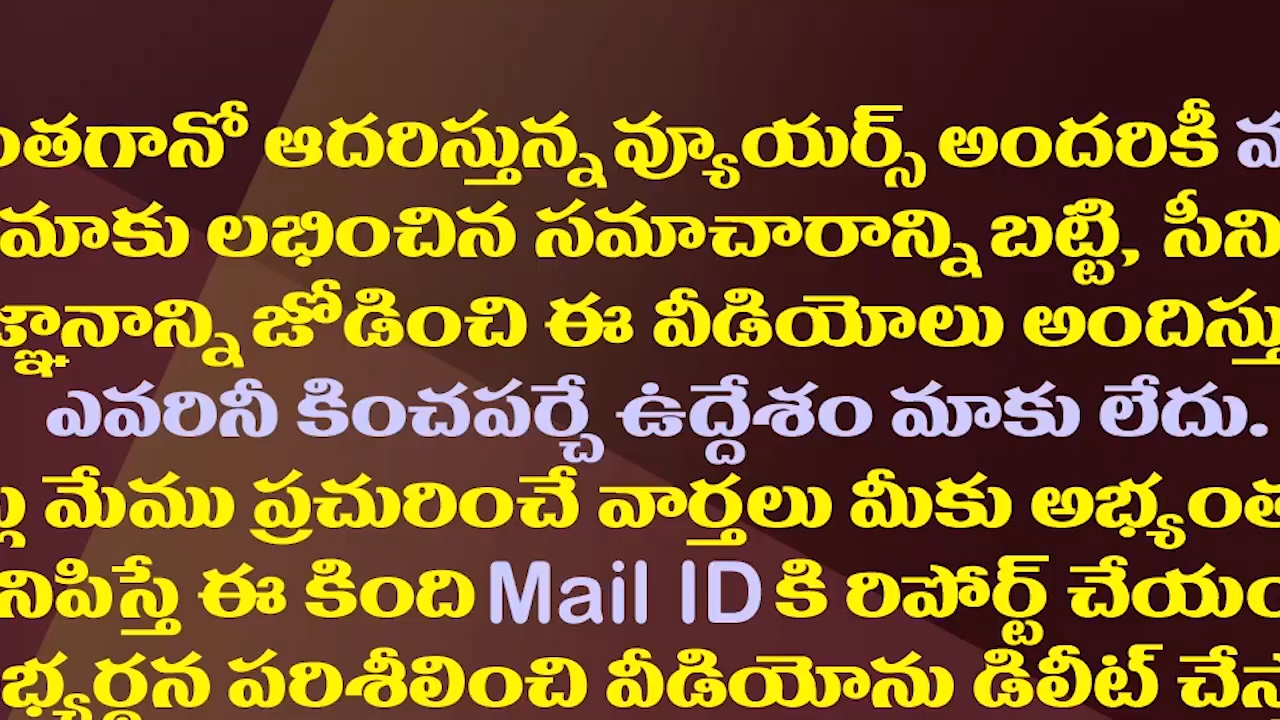 ంతగానో ఆదరిస్తున్న వ్యూయర్స్ అందరికీ
మాకు లభించిన సమాచారాన్ని బట్టి, సీని
జ్ఞానాన్ని జోడించి ఈ వీడియోలు అందిస్తు
ఎవరినీ కించపర్చే ఉద్దేశం మాకు లేదు.
మేము ప్రచురించే వార్తలు మీకు అభ్యంత
నిపిస్తే ఈ కింది Mail ID కి రిపోర్ట్ చేయం
భ్యర్థన పరిశీలించి వీడియోను డిలీట్ చేస